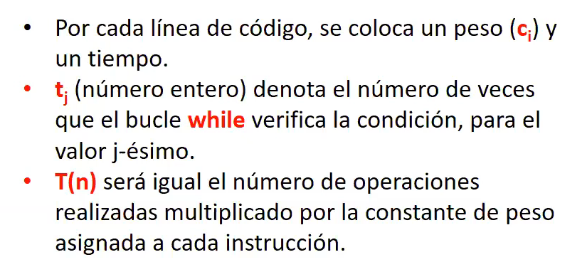 • Por cada línea de código, se coloca un peso (cᵢ) y
un tiempo.
• tⱼ (número entero) denota el número de veces
que el bucle while verifica la condición, para el
valor j-ésimo.
• T(n) será igual el número de operaciones
realizadas multiplicado por la constante de peso
asignada a cada instrucción.